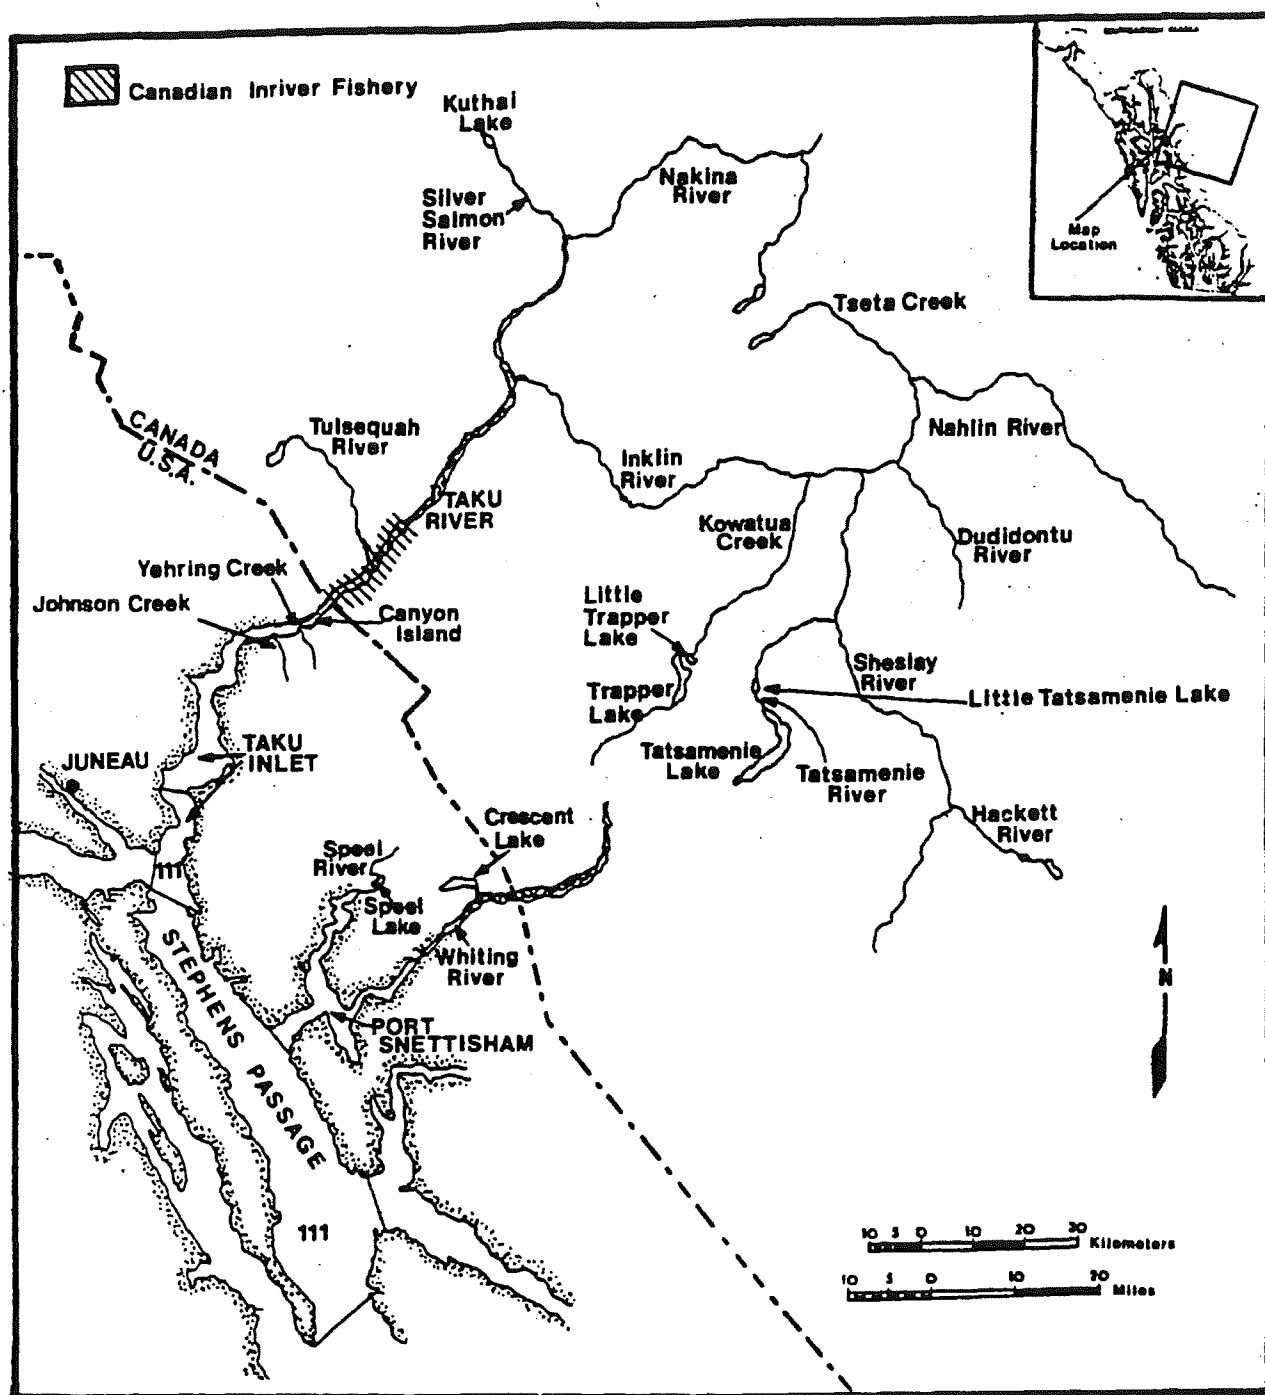 Canadian Inriver Fishery
Kuthai
Lake
Silver
Salmon
River
Nakina
River
Map
Location
Tseta Creek
Nahlin River
CANADA
U.S.A.
Tulsequah
River
Inklin
River
TAKU
RIVER
Kowatua
Creek
Dudidontu
River
Yehring Creek
Johnson Creek
Canyon
Island
Little
Trapper
Lake
Trapper
Lake
Sheslay
River
Little Tatsamenie Lake
Tatsamenie
Lake
Tatsamenie
River
Hackett
River
JUNEAU
TAKU
INLET
Crescent
Lake
Speel
River
111
Speel
Lake
Whiting
River
STEPHENS PASSAGE
PORT
SNETTISHAM
N
111
10 5 0 10 20 30
Kilometers
10 5 0 10 20
Miles